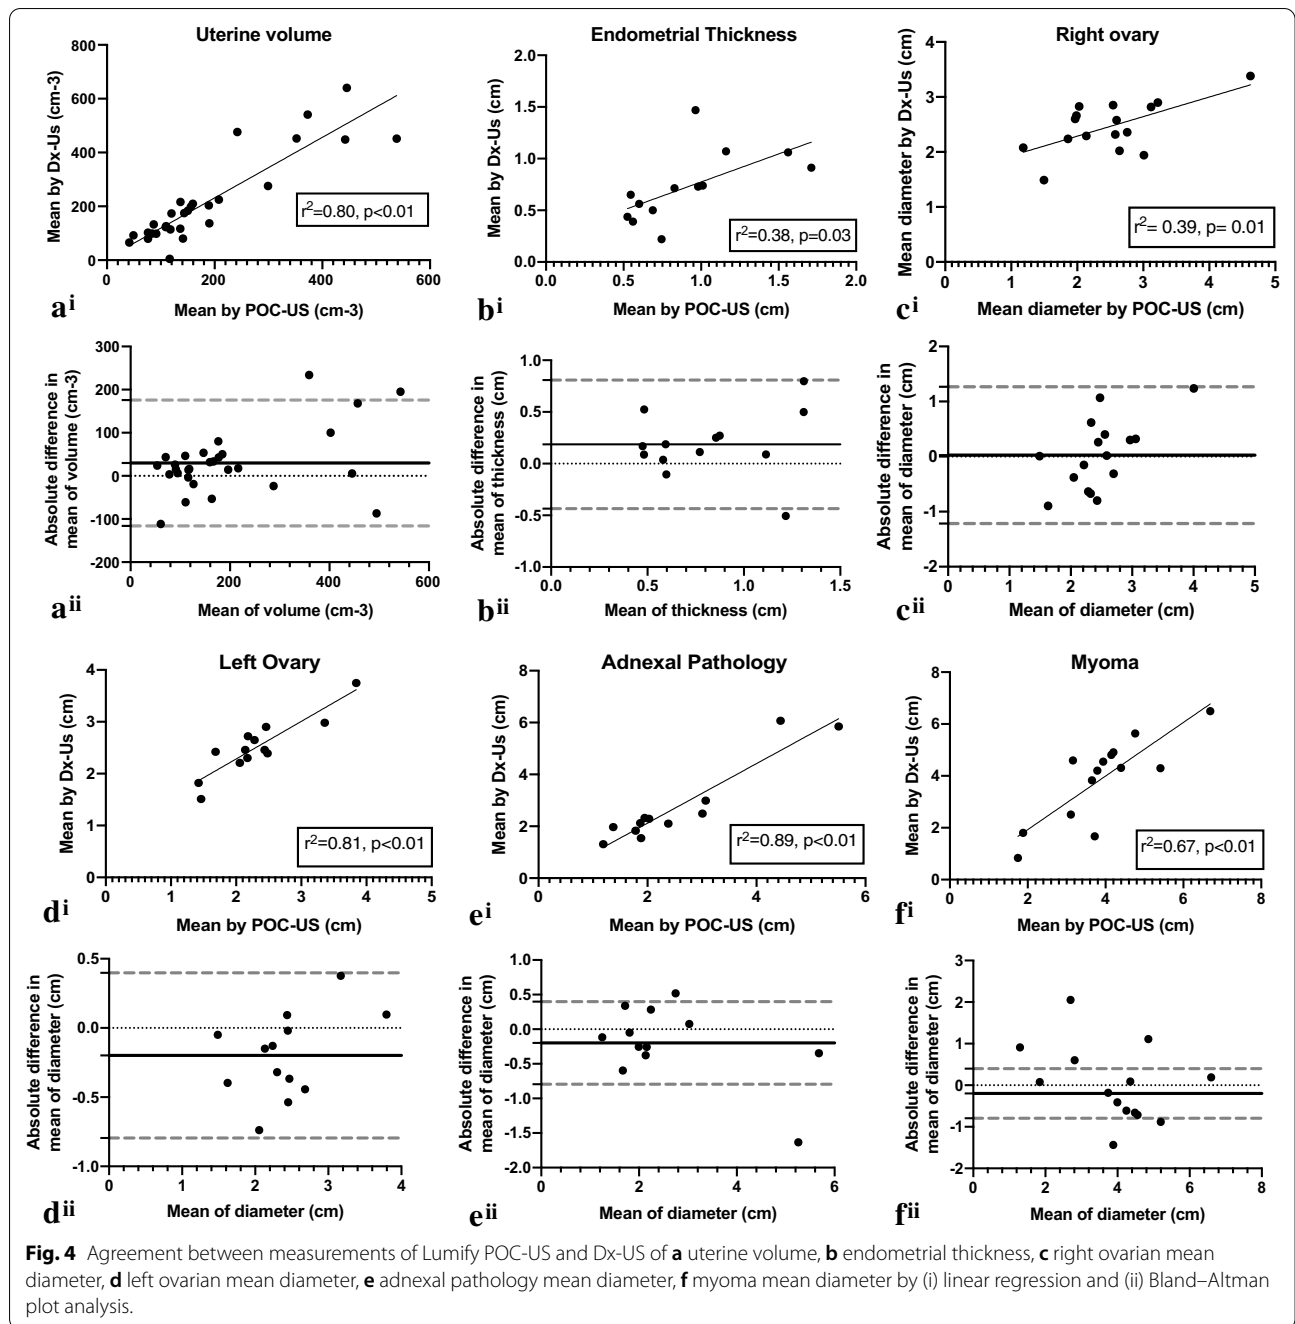 Uterine volume
Mean by Dx-Us (cm-3)
800
600
400
200
0
0 200 400 600
r²=0.80, p<0.01
Mean by POC-US (cm-3)
aⁱ
Endometrial Thickness
Mean by Dx-Us (cm)
2.0
1.5
1.0
0.5
0.0
0.0 0.5 1.0 1.5 2.0
r²=0.38, p=0.03
Mean by POC-US (cm)
bⁱ
Right ovary
Mean diameter by Dx-Us (cm)
4
3
2
1
0
0 1 2 3 4 5
r²= 0.39, p= 0.01
Mean diameter by POC-US (cm)
cⁱ
Absolute difference in
mean of volume (cm-3)
300
200
100
0
-100
-200
0 200 400 600
Mean of volume (cm-3)
aⁱⁱ
Absolute difference in
mean of thickness (cm)
1.0
0.5
0.0
-0.5
-1.0
0.0 0.5 1.0 1.5
Mean of thickness (cm)
bⁱⁱ
Absolute difference in
mean of diameter (cm)
2
1
0
-1
-2
0 1 2 3 4 5
Mean of diameter (cm)
cⁱⁱ
Left Ovary
Mean by Dx-Us (cm)
4
3
2
1
0
0 1 2 3 4 5
r²=0.81, p<0.01
Mean by POC-US (cm)
dⁱ
Adnexal Pathology
Mean by Dx-Us (cm)
8
6
4
2
0
0 2 4 6
r²=0.89, p<0.01
Mean by POC-US (cm)
eⁱ
Myoma
Mean by Dx-Us (cm)
8
6
4
2
0
0 2 4 6 8
r²=0.67, p<0.01
Mean by POC-US (cm)
fⁱ
Absolute difference in
mean of diameter (cm)
0.5
0.0
-0.5
-1.0
0 1 2 3 4
Mean of diameter (cm)
dⁱⁱ
Absolute difference in
mean of diameter (cm)
1.0
0.5
0.0
-0.5
-1.0
-1.5
-2.0
0 2 4 6
Mean of diameter (cm)
eⁱⁱ
Absolute difference in
mean of diameter (cm)
3
2
1
0
-1
-2
0 2 4 6 8
Mean of diameter (cm)
fⁱⁱ
Fig. 4 Agreement between measurements of Lumify POC-US and Dx-US of a uterine volume, b endometrial thickness, c right ovarian mean
diameter, d left ovarian mean diameter, e adnexal pathology mean diameter, f myoma mean diameter by (i) linear regression and (ii) Bland–Altman
plot analysis.